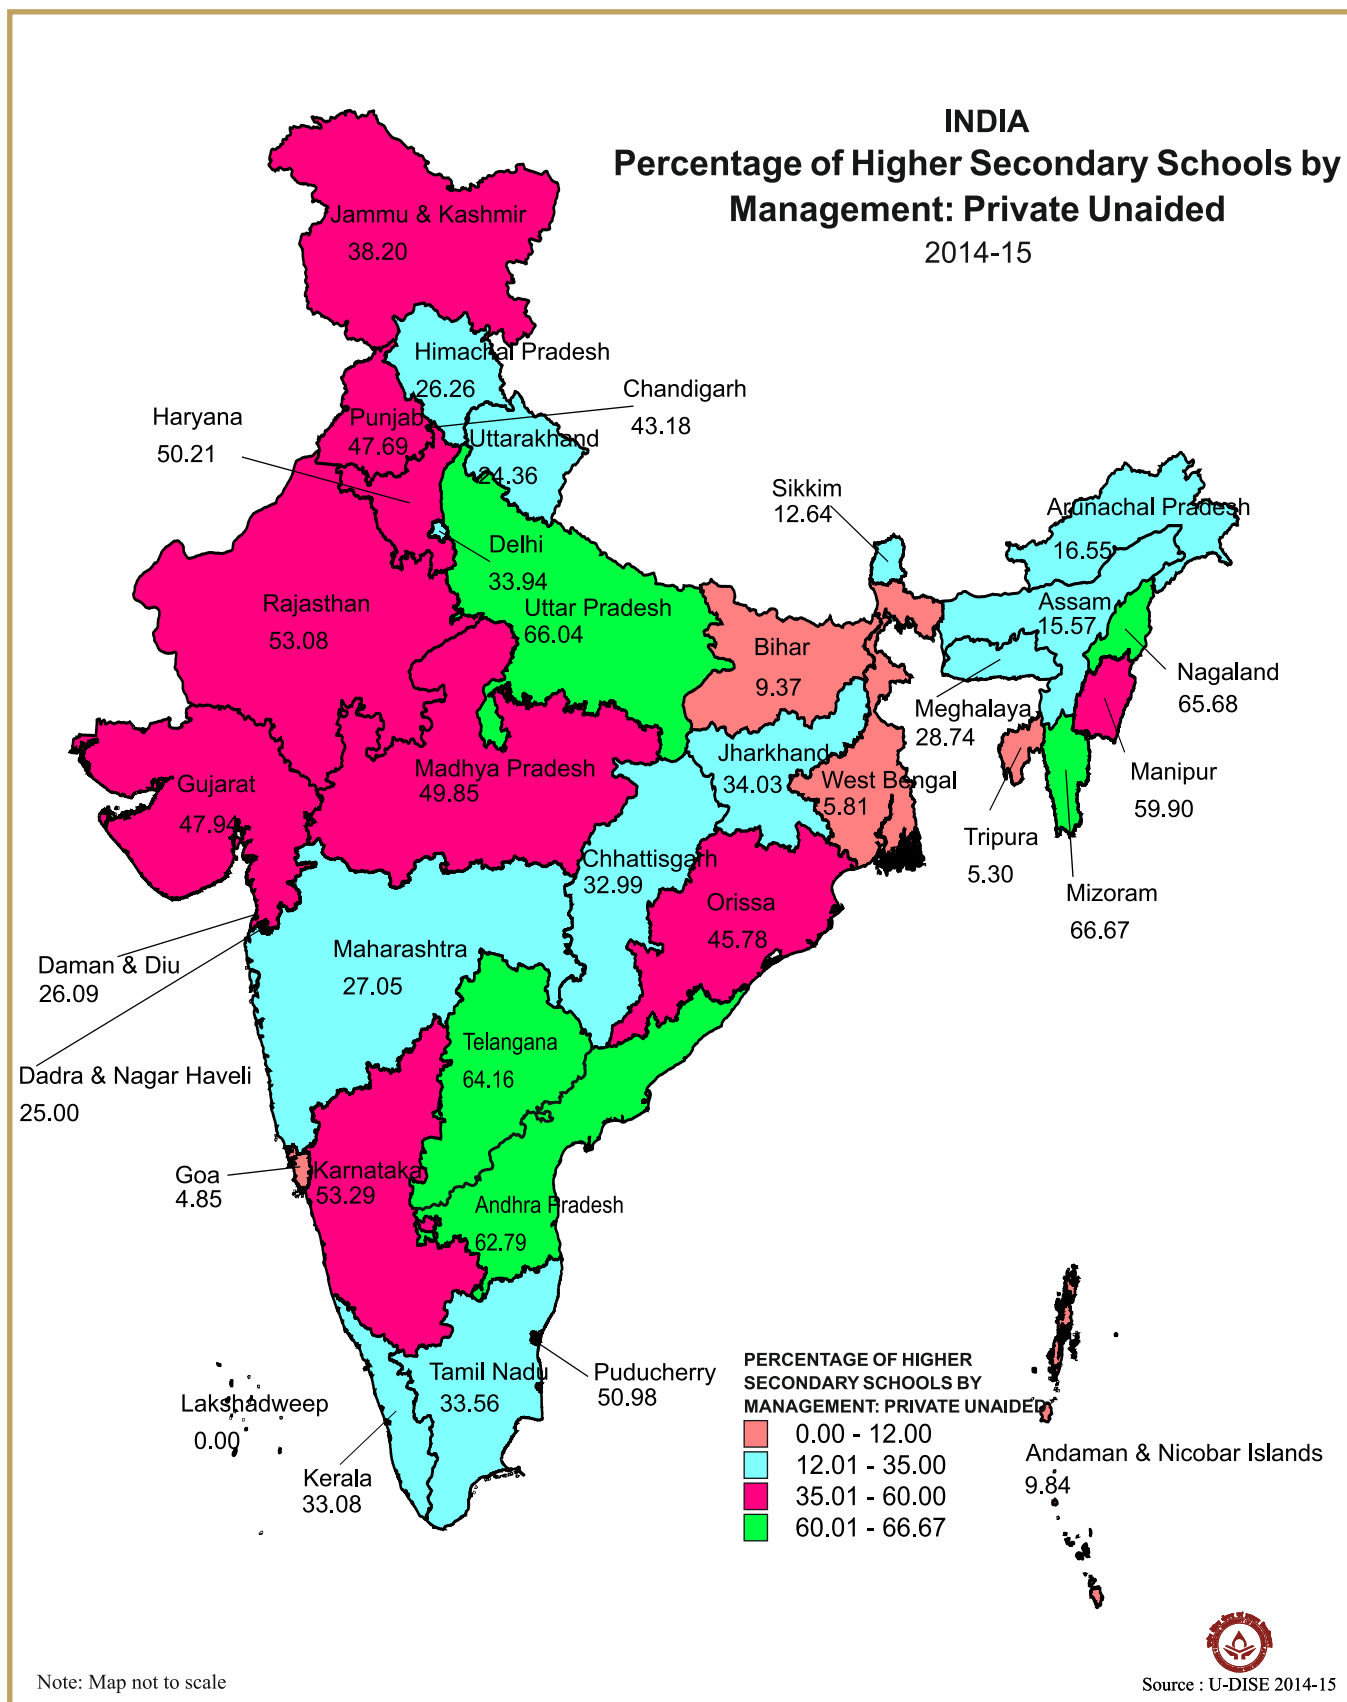 INDIA
Percentage of Higher Secondary Schools by
Management: Private Unaided
2014-15
Jammu & Kashmir
38.20
Himachal Pradesh
26.26
Chandigarh
43.18
Haryana
50.21
Punjab
47.69
Uttarakhand
24.36
Sikkim
12.64
Arunachal Pradesh
16.55
Delhi
33.94
Rajasthan
53.08
Uttar Pradesh
66.04
Assam
15.57
Bihar
9.37
Nagaland
65.68
Meghalaya
28.74
Jharkhand
34.03
Madhya Pradesh
49.85
Gujarat
47.94
West Bengal
5.81
Manipur
59.90
Tripura
5.30
Chhattisgarh
32.99
Mizoram
66.67
Orissa
45.78
Maharashtra
27.05
Daman & Diu
26.09
Telangana
64.16
Dadra & Nagar Haveli
25.00
Goa
4.85
Karnataka
53.29
Andhra Pradesh
62.79
Tamil Nadu
33.56
Puducherry
50.98
Lakshadweep
0.00
Kerala
33.08
PERCENTAGE OF HIGHER
SECONDARY SCHOOLS BY
MANAGEMENT: PRIVATE UNAIDED
0.00 - 12.00
12.01 - 35.00
35.01 - 60.00
60.01 - 66.67
Andaman & Nicobar Islands
9.84
Note: Map not to scale
Source : U-DISE 2014-15